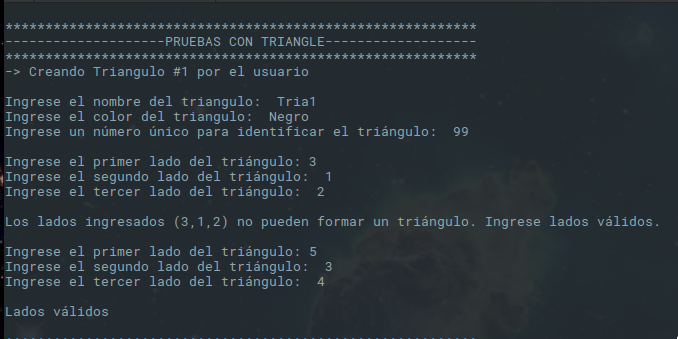 ************************************************************
--------------------PRUEBAS CON TRIANGLE-------------------
************************************************************
-> Creando Triangulo #1 por el usuario
Ingrese el nombre del triangulo:  Tria1
Ingrese el color del triangulo:  Negro
Ingrese un número único para identificar el triángulo:  99
Ingrese el primer lado del triángulo: 3
Ingrese el segundo lado del triángulo:  1
Ingrese el tercer lado del triángulo:  2
Los lados ingresados (3,1,2) no pueden formar un triángulo. Ingrese lados válidos.
Ingrese el primer lado del triángulo: 5
Ingrese el segundo lado del triángulo:  3
Ingrese el tercer lado del triángulo:  4
Lados válidos
************************************************************